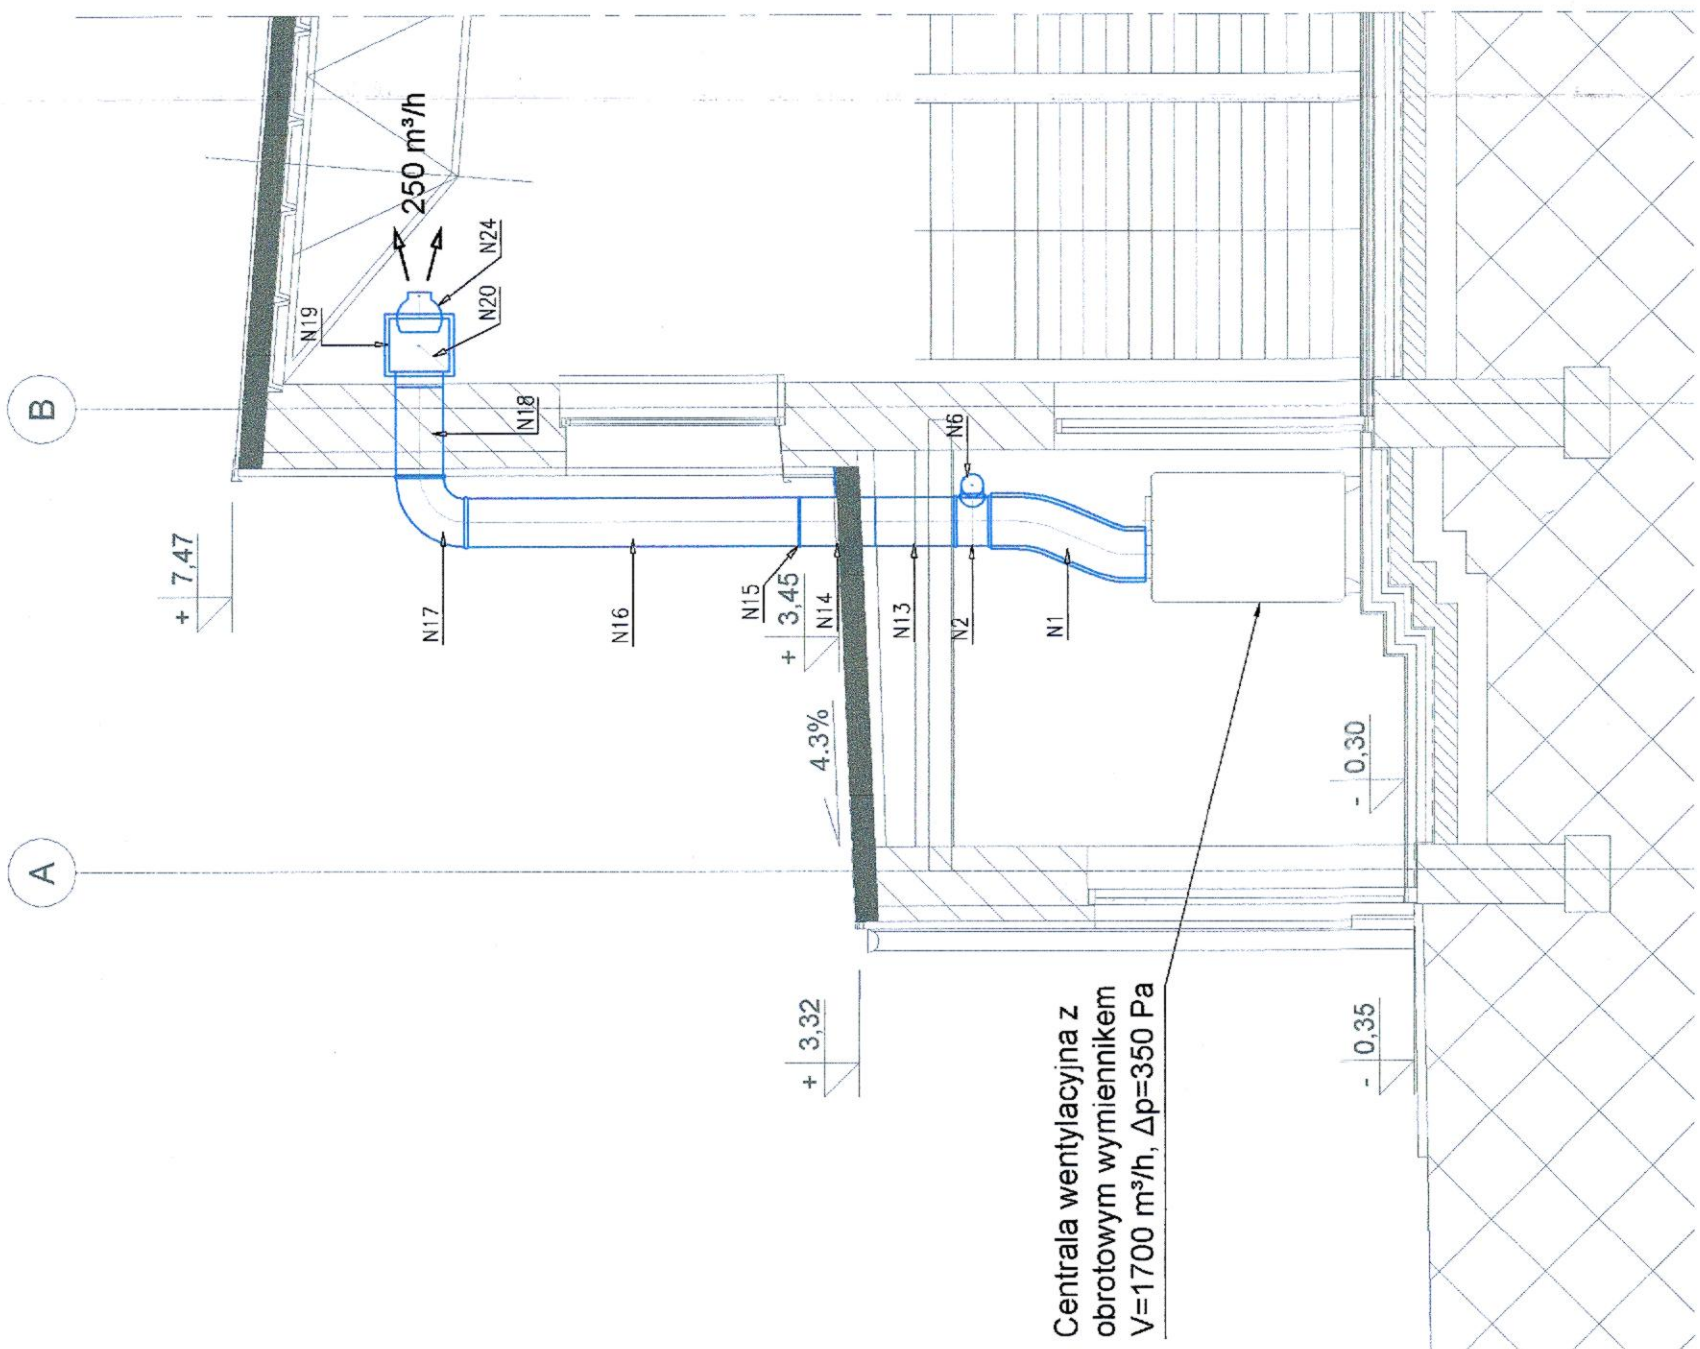 B
A
+ 7,47
250 m³/h
N19
N24
N20
N18
N17
N16
N15
+ 3,45
N14
N13
N6
N2
N1
4.3%
+ 3,32
- 0,30
- 0,35
Centrala wentylacyjna z
obrotowym wymiennikem
V=1700 m³/h, Δp=350 Pa